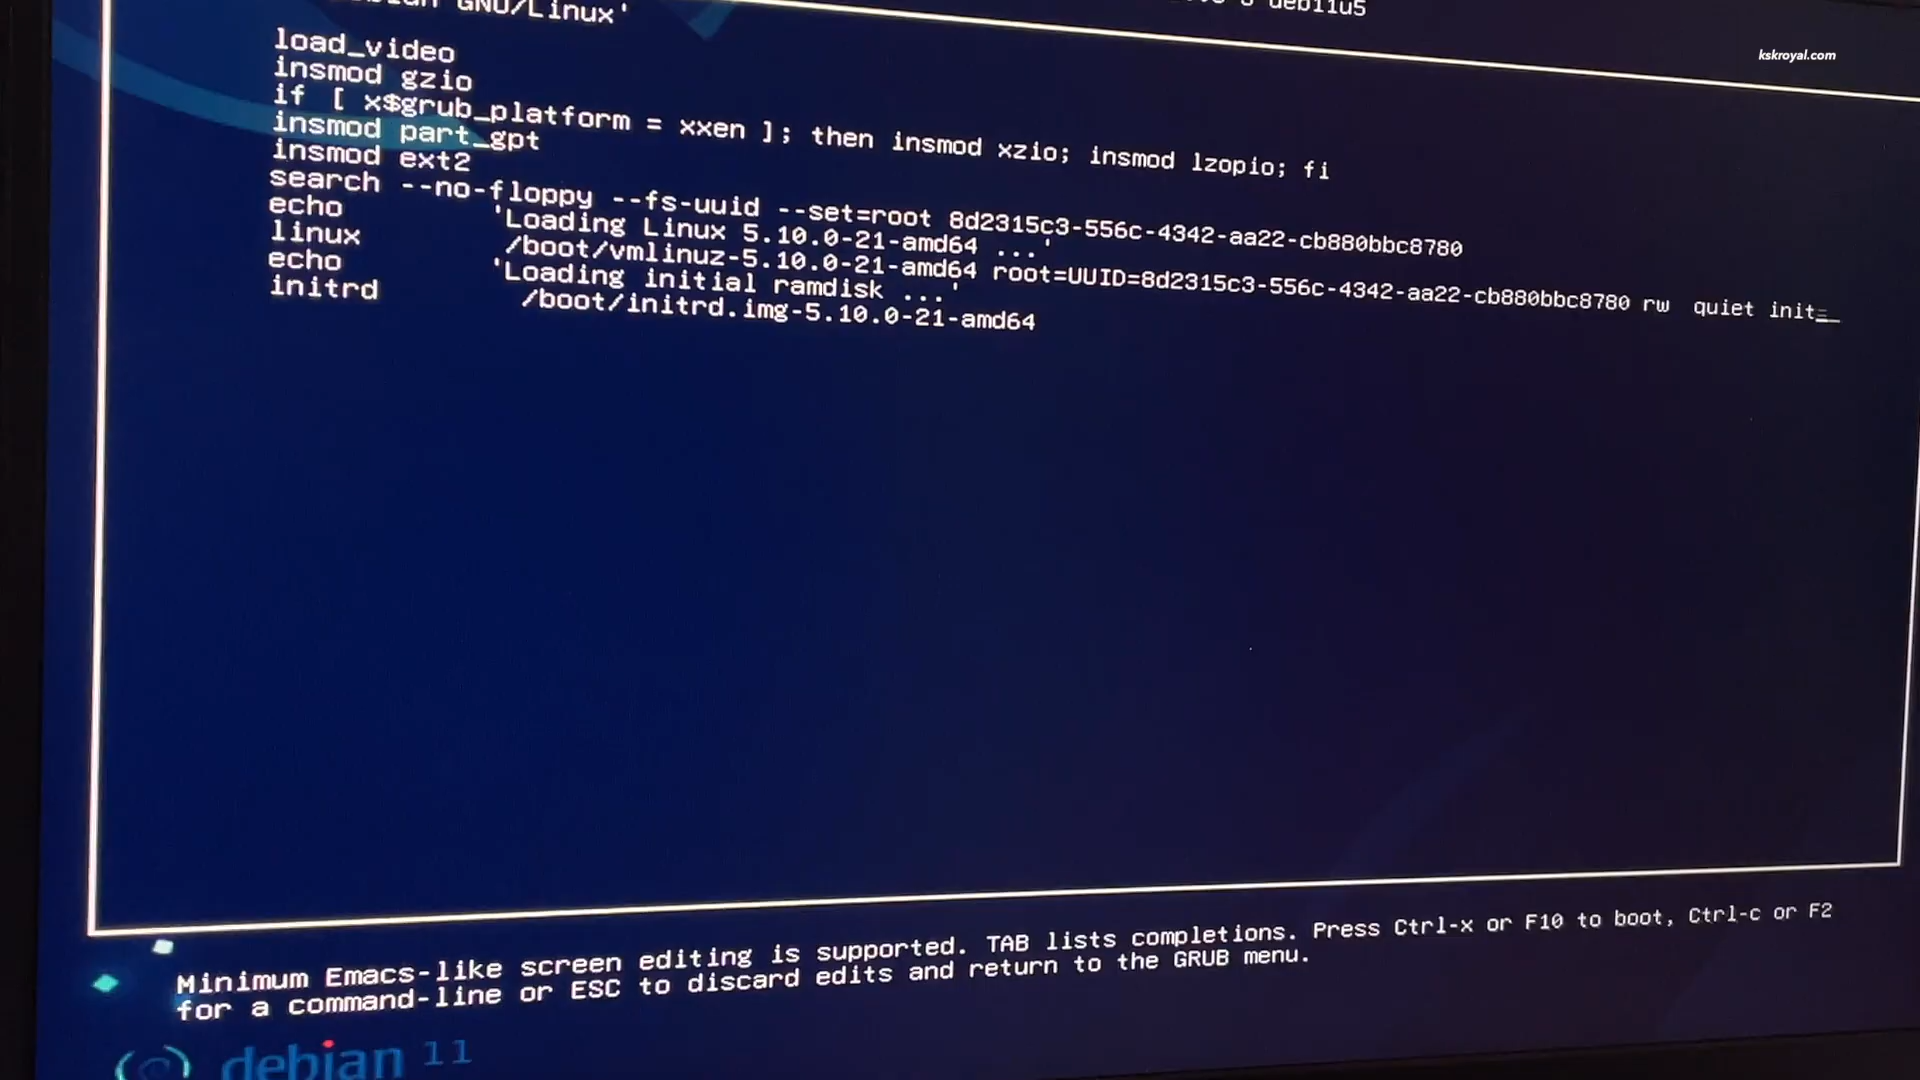 GNU/Linux' deb11u5
kskroyal.com
load_video
insmod gzio
if [ x$grub_platform = xxen ]; then insmod xzio; insmod lzopio; fi
insmod part_gpt
insmod ext2
search --no-floppy --fs-uuid --set=root 8d2315c3-556c-4342-aa22-cb880bbc8780
echo 'Loading Linux 5.10.0-21-amd64 ...'
linux /boot/vmlinuz-5.10.0-21-amd64 root=UUID=8d2315c3-556c-4342-aa22-cb880bbc8780 rw quiet init=_
echo 'Loading initial ramdisk ...'
initrd /boot/initrd.img-5.10.0-21-amd64
Minimum Emacs-like screen editing is supported. TAB lists completions. Press Ctrl-x or F10 to boot, Ctrl-c or F2
for a command-line or ESC to discard edits and return to the GRUB menu.
debian 11